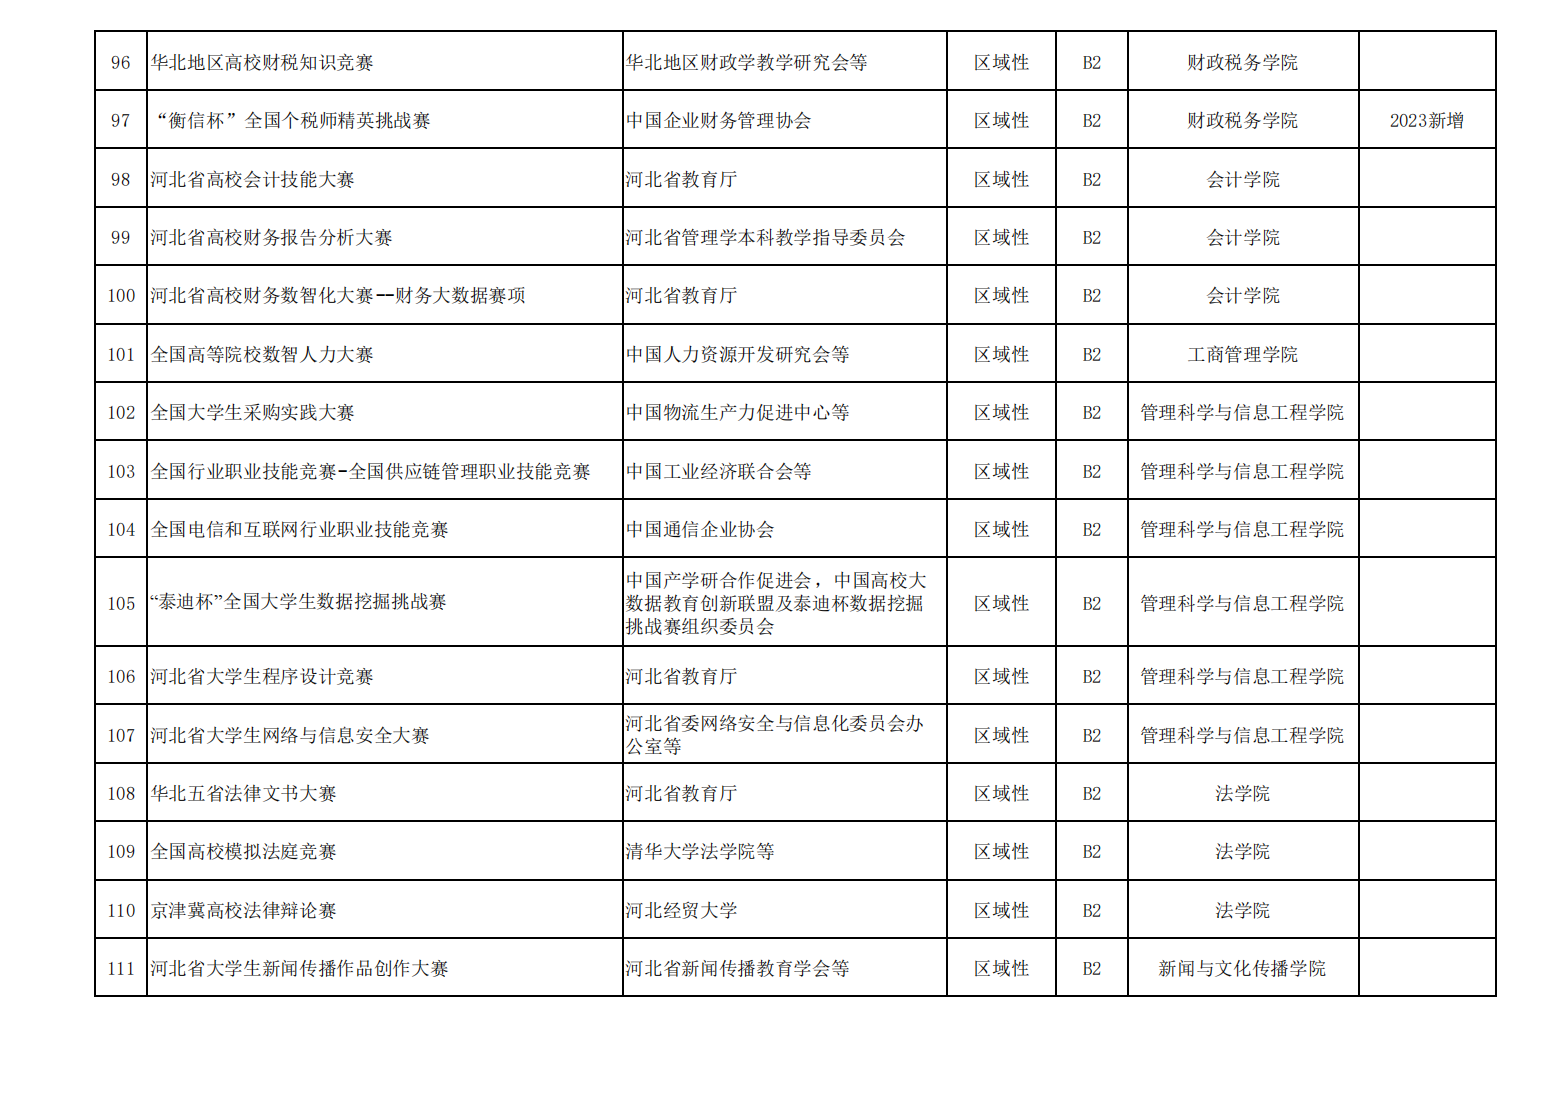 96 华北地区高校财税知识竞赛 华北地区财政学教学研究会等 区域性 B2 财政税务学院
97 “衡信杯”全国个税师精英挑战赛 中国企业财务管理协会 区域性 B2 财政税务学院 2023新增
98 河北省高校会计技能大赛 河北省教育厅 区域性 B2 会计学院
99 河北省高校财务报告分析大赛 河北省管理学本科教学指导委员会 区域性 B2 会计学院
100 河北省高校财务数智化大赛--财务大数据赛项 河北省教育厅 区域性 B2 会计学院
101 全国高等院校数智人力大赛 中国人力资源开发研究会等 区域性 B2 工商管理学院
102 全国大学生采购实践大赛 中国物流生产力促进中心等 区域性 B2 管理科学与信息工程学院
103 全国行业职业技能竞赛-全国供应链管理职业技能竞赛 中国工业经济联合会等 区域性 B2 管理科学与信息工程学院
104 全国电信和互联网行业职业技能竞赛 中国通信企业协会 区域性 B2 管理科学与信息工程学院
105 “泰迪杯”全国大学生数据挖掘挑战赛 中国产学研合作促进会，中国高校大
数据教育创新联盟及泰迪杯数据挖掘
挑战赛组织委员会 区域性 B2 管理科学与信息工程学院
106 河北省大学生程序设计竞赛 河北省教育厅 区域性 B2 管理科学与信息工程学院
107 河北省大学生网络与信息安全大赛 河北省委网络安全与信息化委员会办
公室等 区域性 B2 管理科学与信息工程学院
108 华北五省法律文书大赛 河北省教育厅 区域性 B2 法学院
109 全国高校模拟法庭竞赛 清华大学法学院等 区域性 B2 法学院
110 京津冀高校法律辩论赛 河北经贸大学 区域性 B2 法学院
111 河北省大学生新闻传播作品创作大赛 河北省新闻传播教育学会等 区域性 B2 新闻与文化传播学院